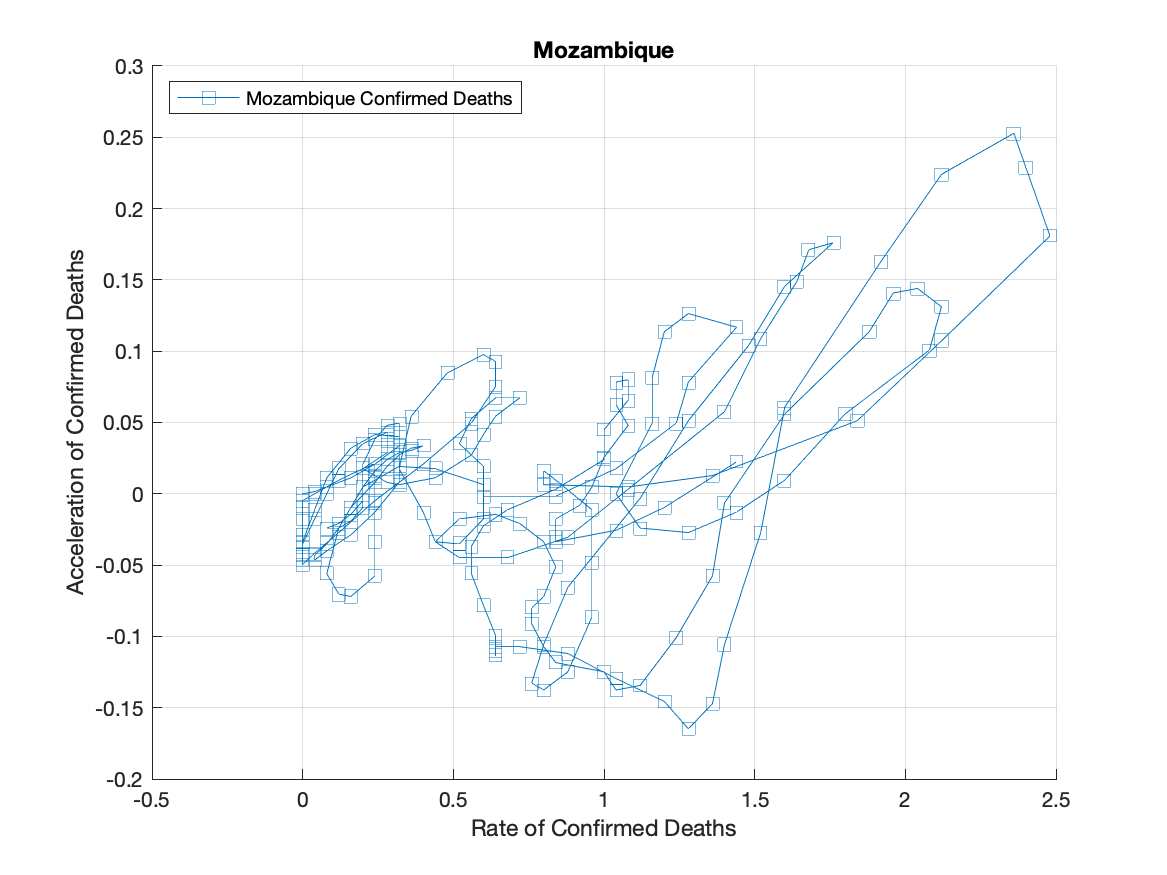 Mozambique
Mozambique Confirmed Deaths
0.3
0.25
0.2
0.15
0.1
0.05
0
-0.05
-0.1
-0.15
-0.2
Acceleration of Confirmed Deaths
-0.5 0 0.5 1 1.5 2 2.5
Rate of Confirmed Deaths